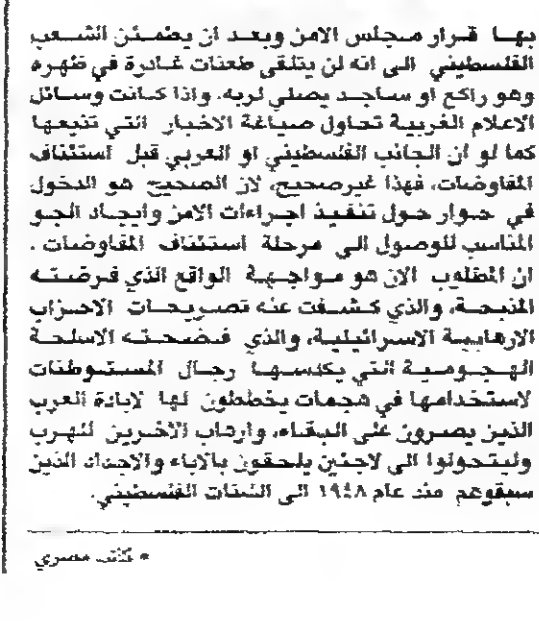 بها قرار مجلس الامن وبعد ان يطمئن الشعب
الفلسطيني الى انه لن يتلقى طعنات غادرة في ظهره
وهو راكع او ساجد يصلي لربه. واذا كانت وسائل
الاعلام الغربية تحاول صياغة الاخبار التي تذيعها
كما لو ان الجانب الفلسطيني او العربي قبل استئناف
المفاوضات، فهذا غيرصحيح، لان الصحيح هو الدخول
في حوار حول تنفيذ اجراءات الامن وايجاد الجو
المناسب للوصول الى مرحلة استئناف المفاوضات .
ان المطلوب الان هو مواجهة الواقع الذي فرضته
المذبحة، والذي كشفت عنه تصريحات الاحزاب
الارهابية الاسرائيلية، والذي فضحته الاسلحة
الهجومية التي يكدسها رجال المستوطنات
لاستخدامها في هجمات يخططون لها لابادة العرب
الذين يصرون على البقاء، وارهاب الاخرين للهرب
وليتحولوا الى لاجئين يلحقون بالاباء والاجداد الذين
سبقوهم منذ عام ١٩٤٨ الى الشتات الفلسطيني.
* كاتب مصري